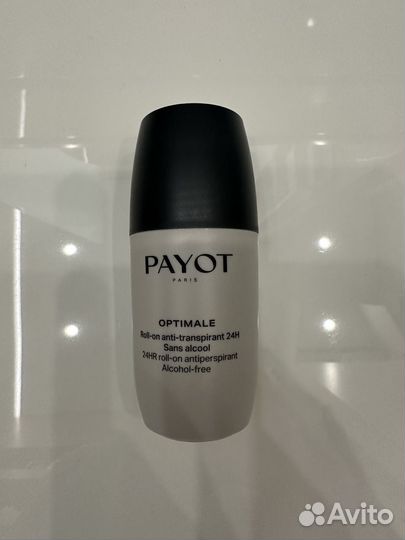 PAYOT
PARIS
OPTIMALE
Roll-on anti-transpirant 24H
Sans alcool
24HR roll-on antiperspirant
Alcohol-free
Avito